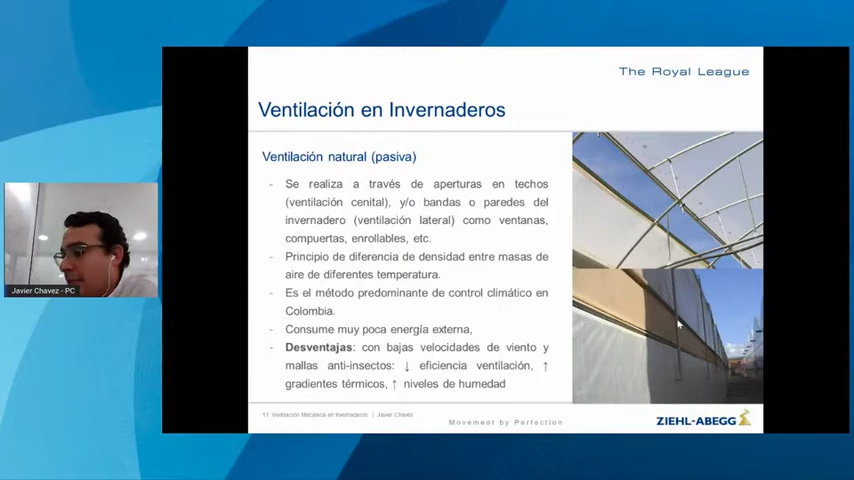 The Royal League
Ventilación en Invernaderos
Ventilación natural (pasiva)
- Se realiza a través de aperturas en techos
(ventilación cenital), y/o bandas o paredes del
invernadero (ventilación lateral) como ventanas,
compuertas, enrollables, etc.
- Principio de diferencia de densidad entre masas de
aire de diferentes temperatura.
- Es el método predominante de control climático en
Colombia.
- Consume muy poca energía externa,
- Desventajas: con bajas velocidades de viento y
mallas anti-insectos: ↓ eficiencia ventilación, ↑
gradientes térmicos, ↑ niveles de humedad
Javier Chavez - PC
11 Ventilación Mecánica en Invernaderos | Javier Chavéz
Movement by Perfection
ZIEHL-ABEGG